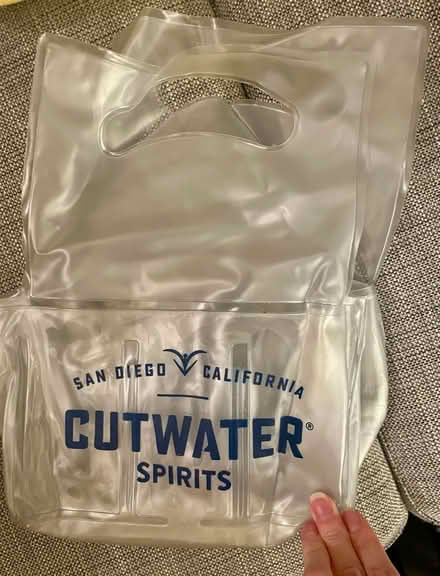 SAN DIEGO CALIFORNIA
CUTWATER®
SPIRITS